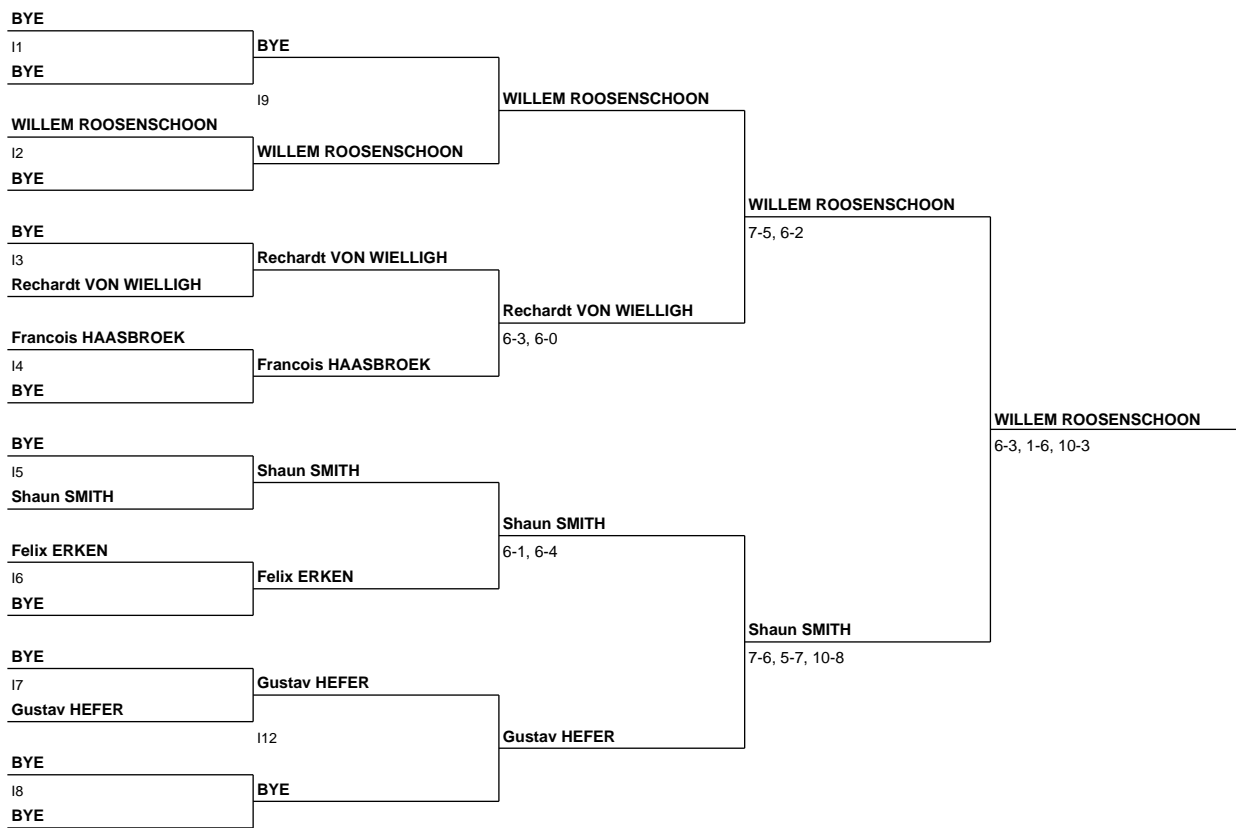 BYE
I1
BYE
BYE
I9
WILLEM ROOSENSCHOON
WILLEM ROOSENSCHOON
I2
BYE
WILLEM ROOSENSCHOON
WILLEM ROOSENSCHOON
7-5, 6-2
BYE
I3
Rechardt VON WIELLIGH
Rechardt VON WIELLIGH
Rechardt VON WIELLIGH
6-3, 6-0
Francois HAASBROEK
I4
BYE
Francois HAASBROEK
WILLEM ROOSENSCHOON
6-3, 1-6, 10-3
BYE
I5
Shaun SMITH
Shaun SMITH
Shaun SMITH
6-1, 6-4
Felix ERKEN
I6
BYE
Felix ERKEN
Shaun SMITH
7-6, 5-7, 10-8
BYE
I7
Gustav HEFER
Gustav HEFER
I12
Gustav HEFER
BYE
I8
BYE
BYE